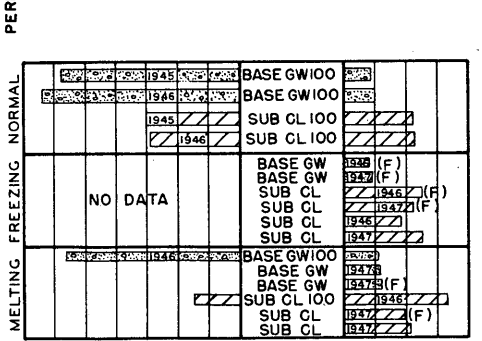 PER
NORMAL
1945 BASE GW100
1946 BASE GW100
1945 SUB CL 100
1946 SUB CL 100
FREEZING
NO DATA
BASE GW 1946 (F)
BASE GW 1947 (F)
SUB CL 1946 (F)
SUB CL 1947 (F)
SUB CL 1946
SUB CL 1947
MELTING
1946 BASE GW100
BASE GW 1947
BASE GW 1947 (F)
SUB CL 100 1946
SUB CL 1947 (F)
SUB CL 1947